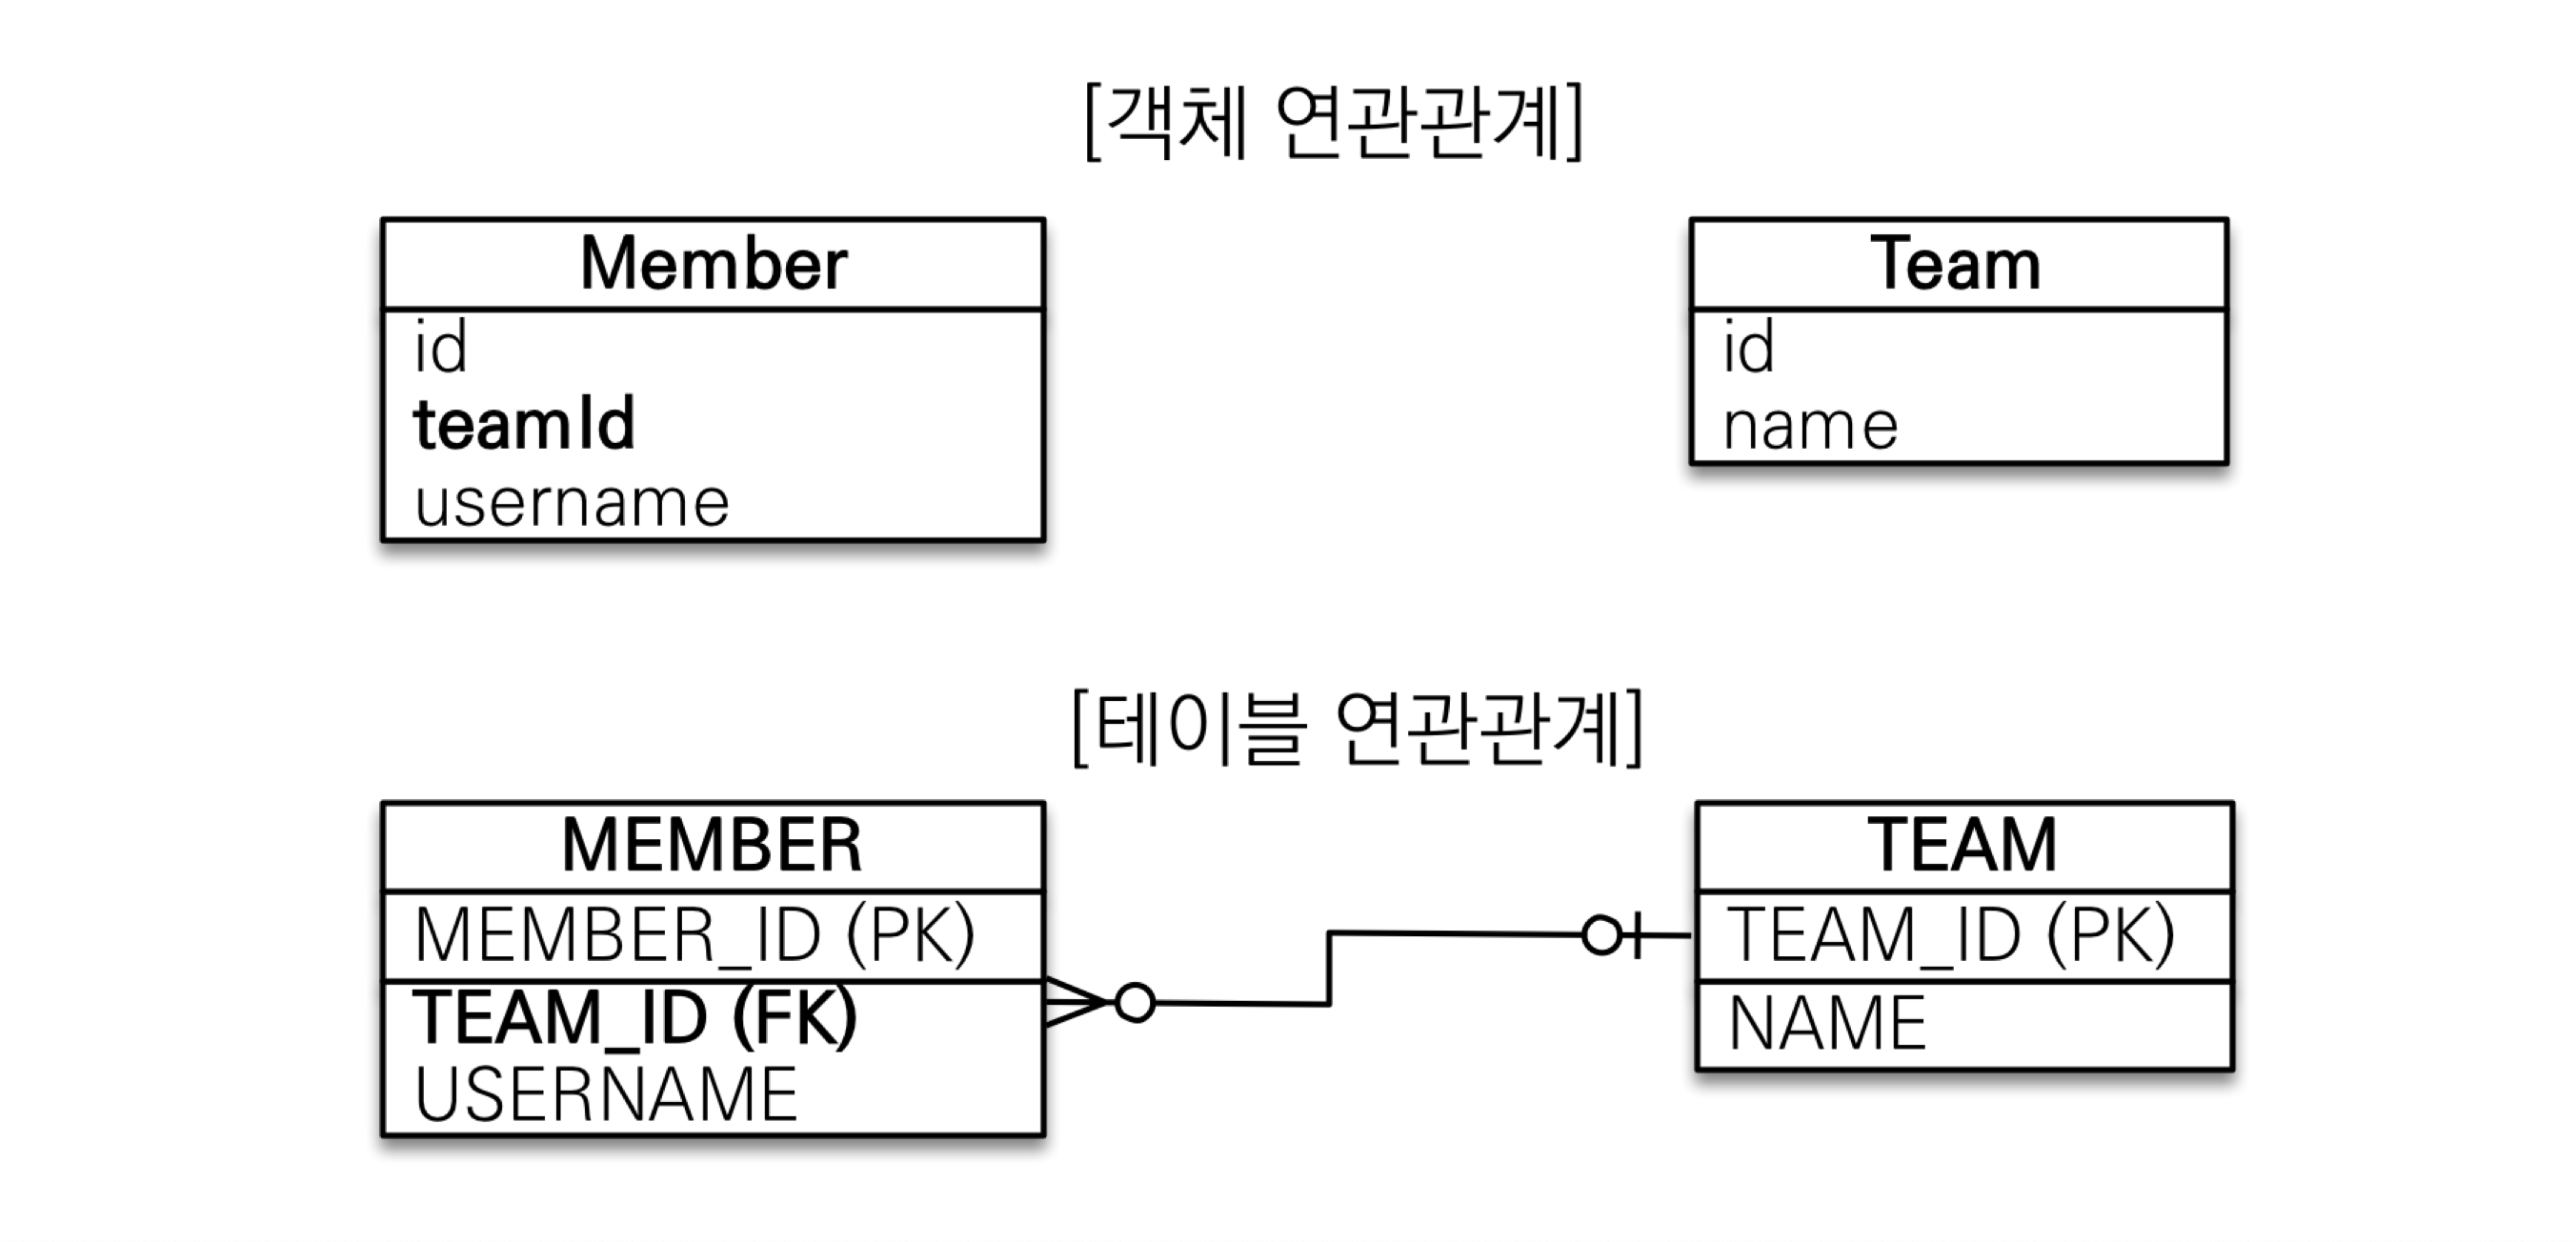 [객체 연관관계]
Member
id
teamId
username
Team
id
name
[테이블 연관관계]
MEMBER
MEMBER_ID (PK)
TEAM_ID (FK)
USERNAME
TEAM
TEAM_ID (PK)
NAME